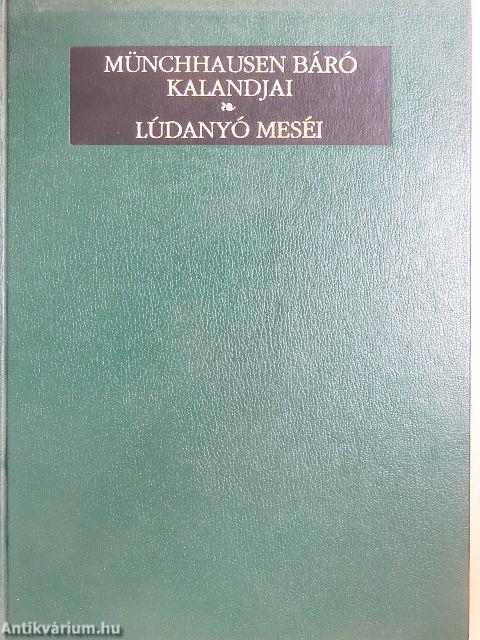 MÜNCHHAUSEN BÁRÓ
KALANDJAI
❧
LÚDANYÓ MESÉI
Antikvárium.hu